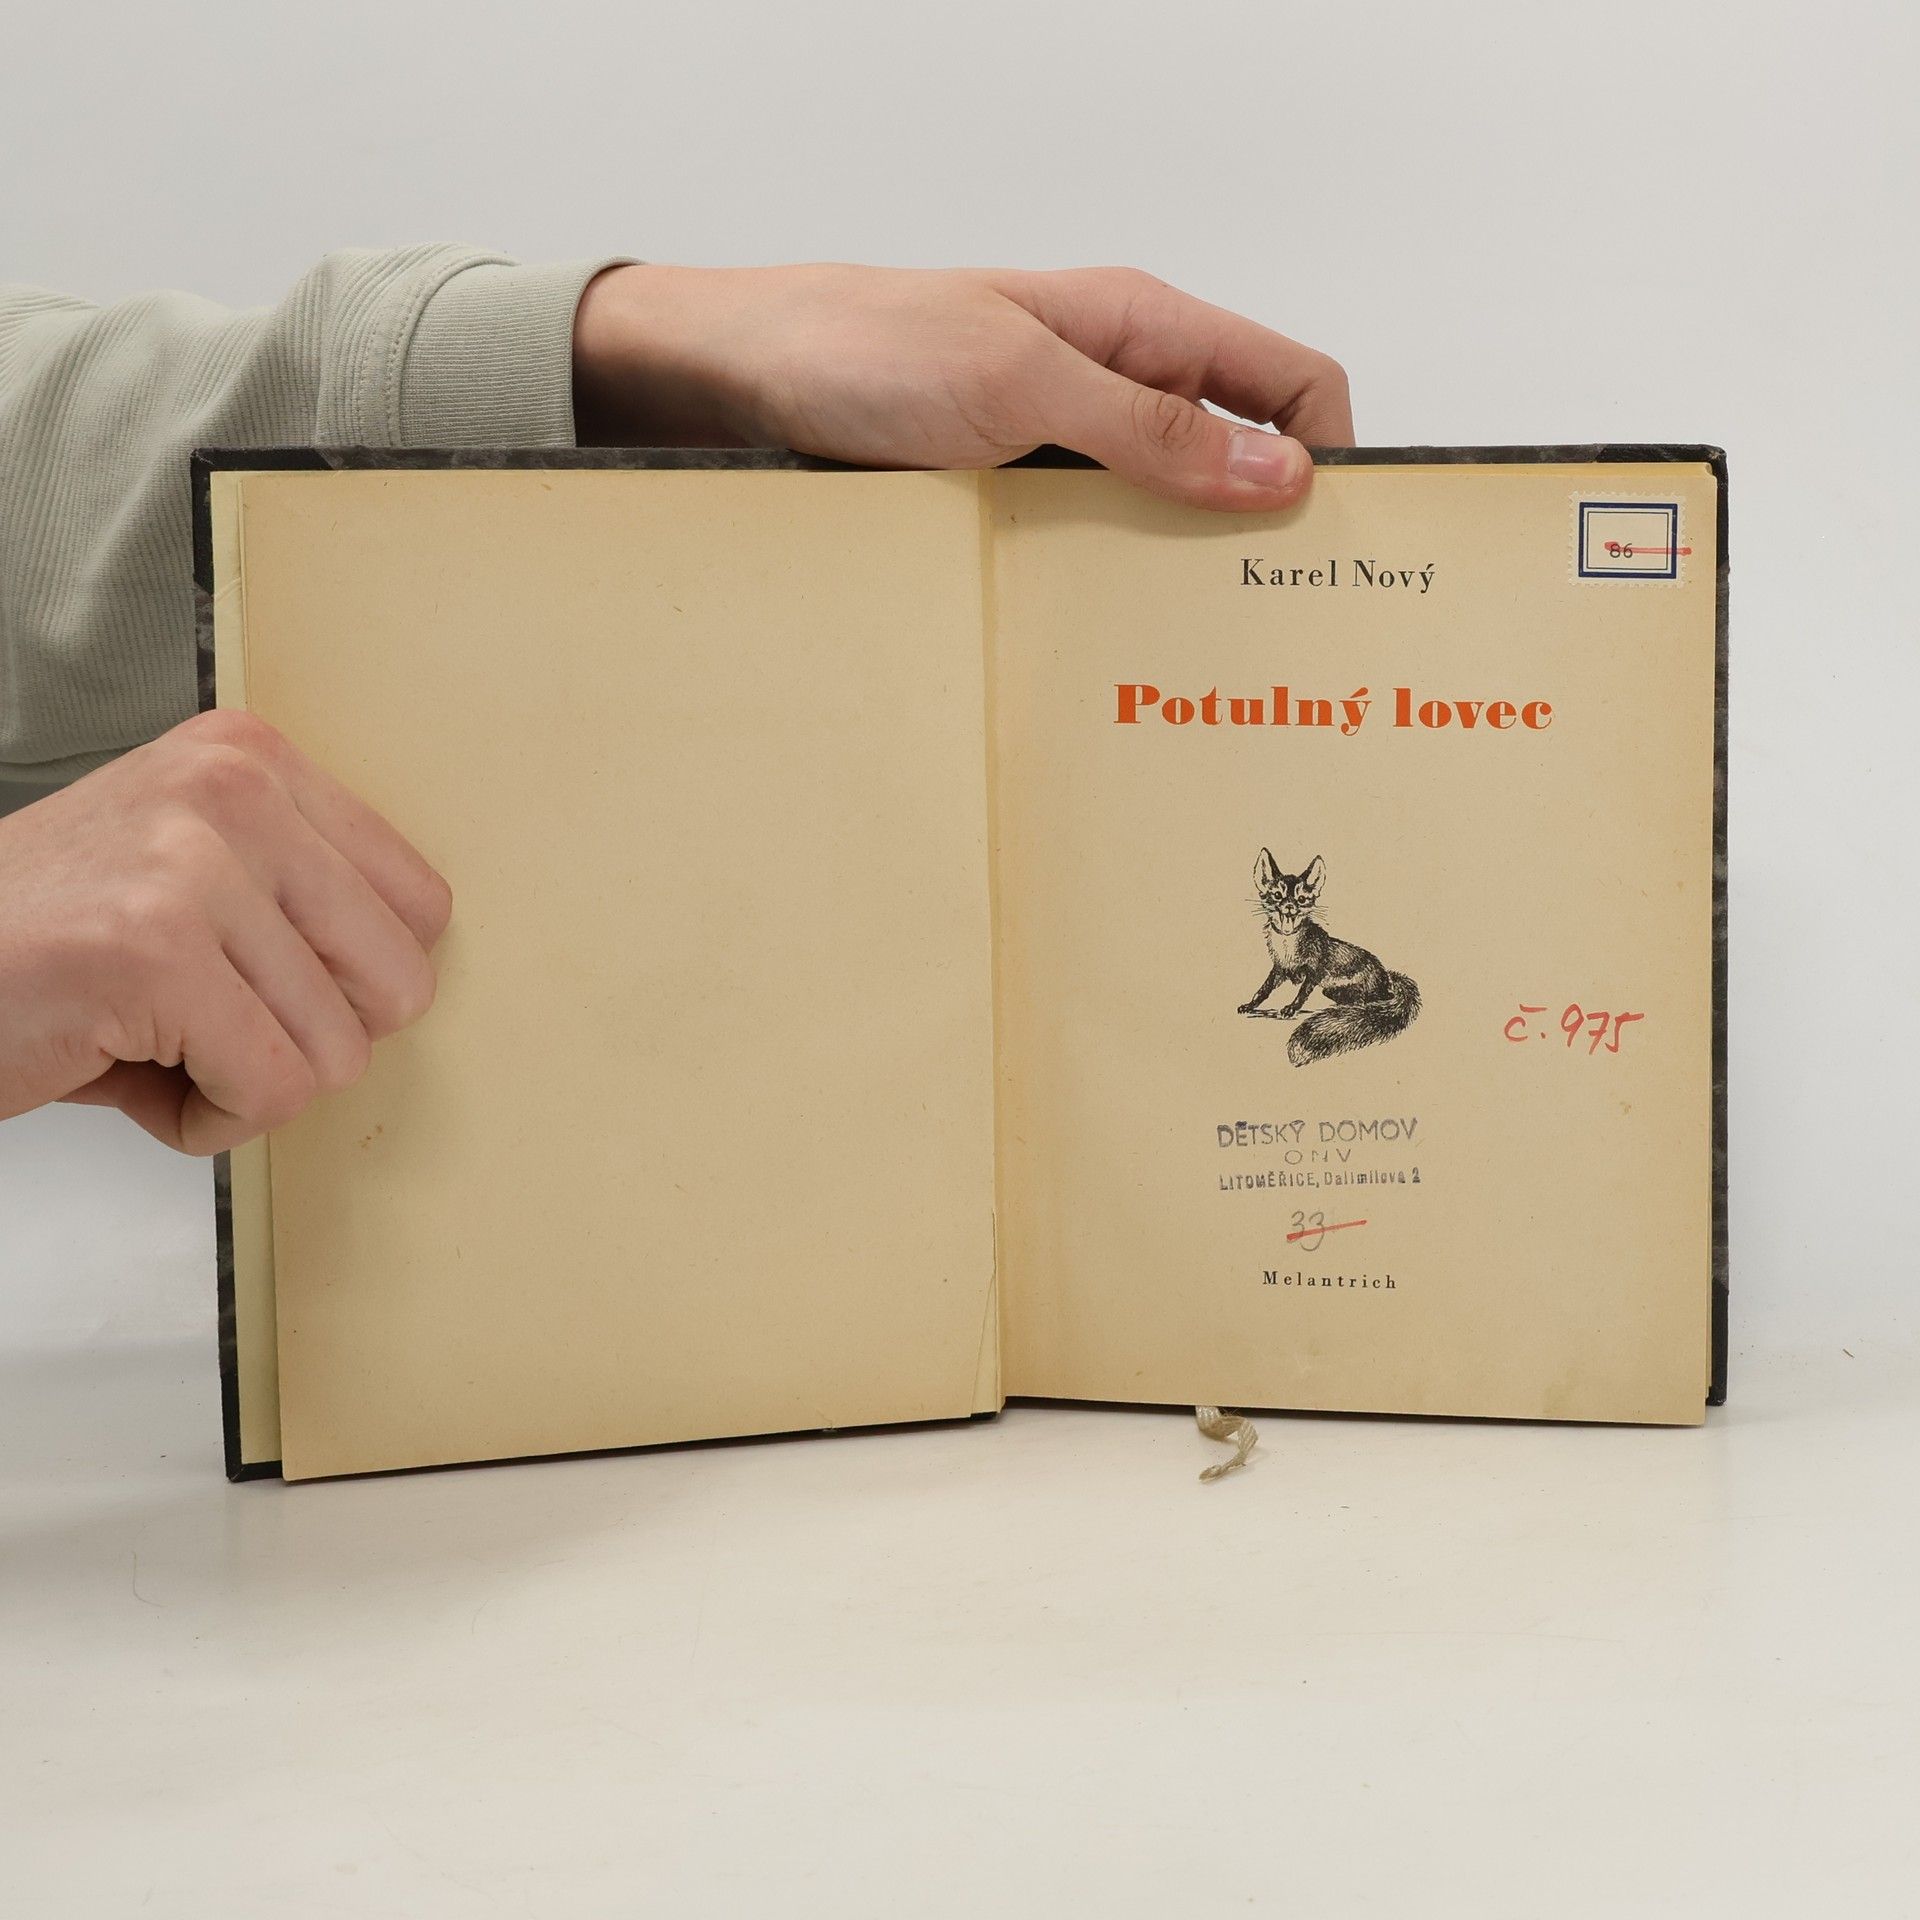 86
Karel Nový
Potulný lovec
č. 975
DĚTSKÝ DOMOV
ONV
LITOMĚŘICE, Dalimilova 2
33
Melantrich